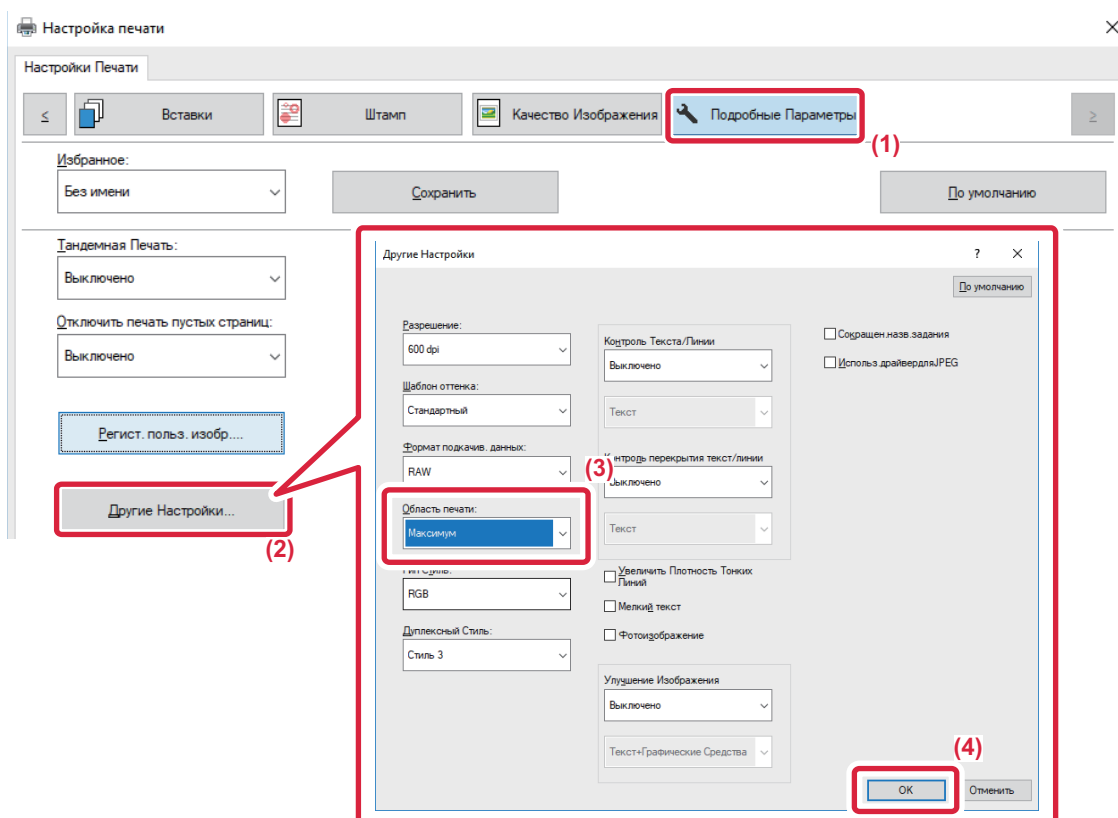 Настройка печати
Настройки Печати
<
Вставки
Штамп
Качество Изображения
Подробные Параметры
>
(1)
Избранное:
Без имени
Сохранить
По умолчанию
Тандемная Печать:
Выключено
Отключить печать пустых страниц:
Выключено
Регист. польз. изобр....
Другие Настройки...
(2)
Другие Настройки
?
По умолчанию
Разрешение:
600 dpi
Шаблон оттенка:
Стандартный
Формат подкачив. данных:
RAW
(3)
Область печати:
Максимум
RGB
Дуплексный Стиль:
Стиль 3
Контроль Текста/Линии
Выключено
Текст
Контроль перекрытия текст/линии
Выключено
Текст
Увеличить Плотность Тонких
Линий
Мелкий текст
Фотоизображение
Улучшение Изображения
Выключено
Текст+Графические Средства
Сокращен.назв.задания
Использ.драйвердляJPEG
(4)
OK
Отменить